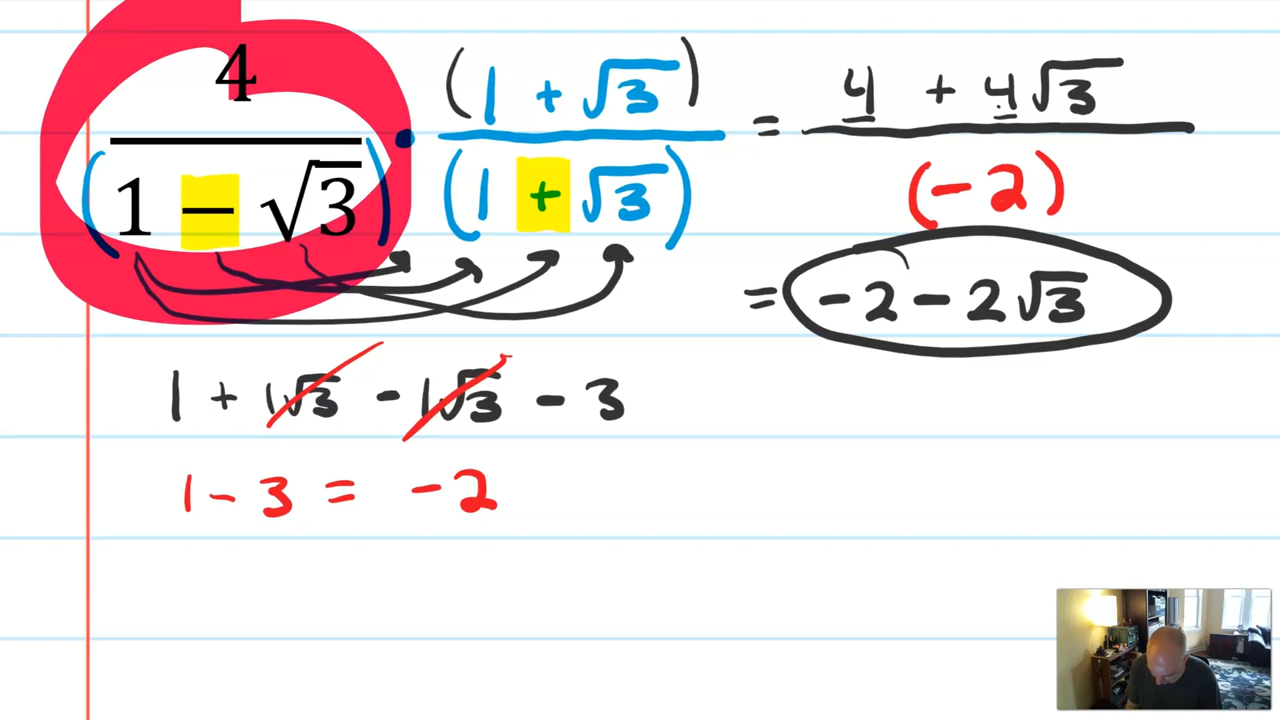 4 / (1 − √3) · (1 + √3) / (1 + √3) = 4 + 4√3 / (-2)
= -2 - 2√3
1 + 1√3 - 1√3 - 3
1 - 3 = -2